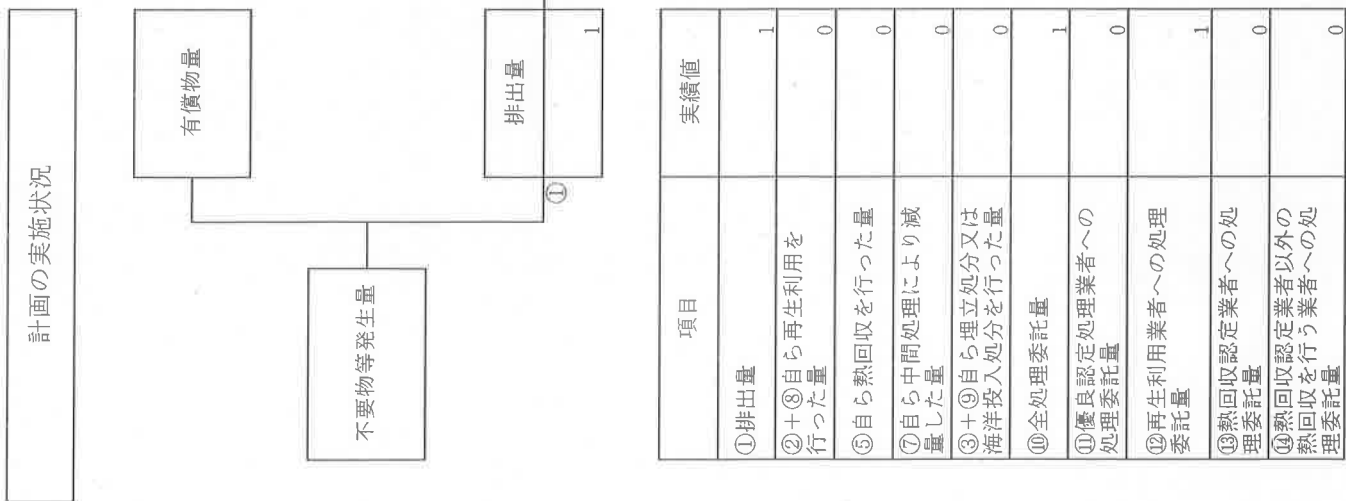 計画の実施状況
不要物等発生量
有償物量
①
排出量
1
項目
実績値
①排出量
1
②+⑧自ら再生利用を
行った量
0
⑤自ら熱回収を行った量
0
⑦自ら中間処理により減
量した量
0
③+⑨自ら埋立処分又は
海洋投入処分を行った量
0
⑩全処理委託量
1
⑪優良認定処理業者への
処理委託量
0
⑫再生利用業者への処理
委託量
1
⑬熱回収認定業者への処
理委託量
0
⑭熱回収認定業者以外の
熱回収を行う業者への処
理委託量
0